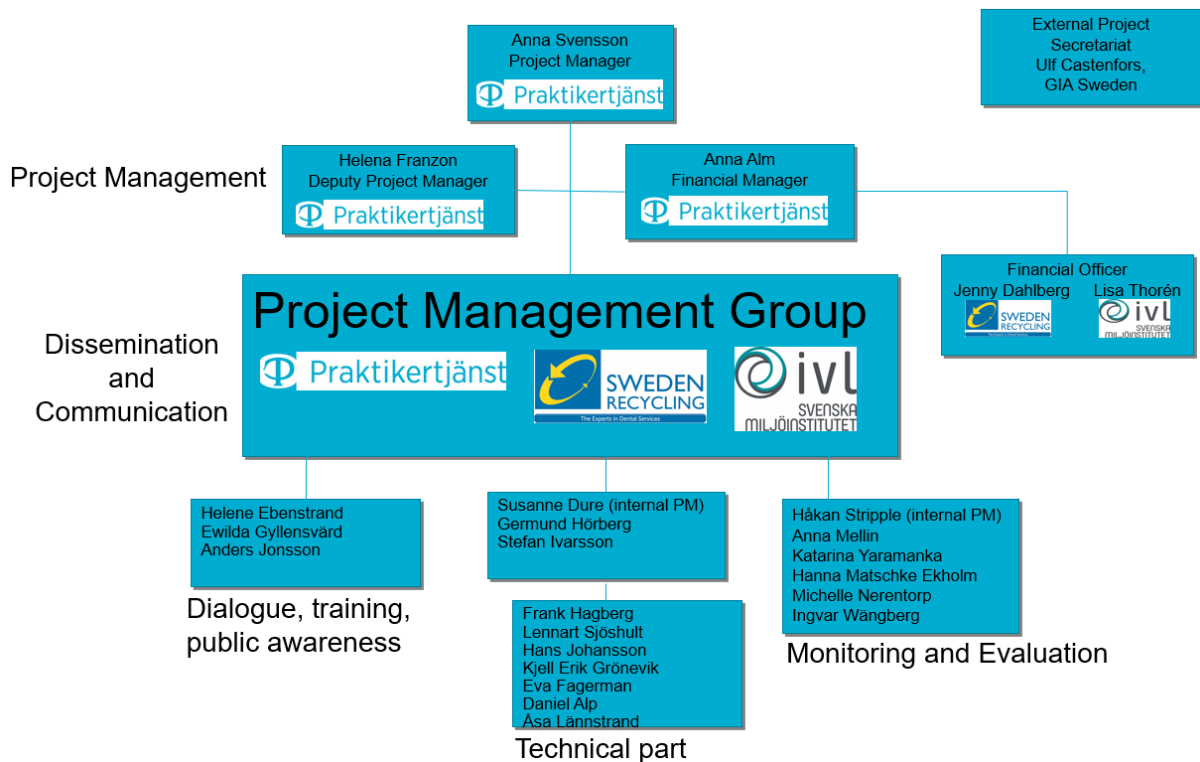 Anna Svensson
Project Manager
Praktikertjänst
External Project
Secretariat
Ulf Castenfors,
GIA Sweden
Project Management
Helena Franzon
Deputy Project Manager
Praktikertjänst
Anna Alm
Financial Manager
Praktikertjänst
Financial Officer
Jenny Dahlberg Lisa Thorén
SWEDEN
RECYCLING
ivl
SVENSKA
MILJÖINSTITUTET
Dissemination
and
Communication
Project Management Group
Praktikertjänst
SWEDEN
RECYCLING
The Experts in Dental Services
ivl
SVENSKA
MILJÖINSTITUTET
Helene Ebenstrand
Ewilda Gyllensvärd
Anders Jonsson
Dialogue, training,
public awareness
Susanne Dure (internal PM)
Germund Hörberg
Stefan Ivarsson
Frank Hagberg
Lennart Sjöshult
Hans Johansson
Kjell Erik Grönevik
Eva Fagerman
Daniel Alp
Åsa Lännstrand
Technical part
Håkan Stripple (internal PM)
Anna Mellin
Katarina Yaramanka
Hanna Matschke Ekholm
Michelle Nerentorp
Ingvar Wängberg
Monitoring and Evaluation